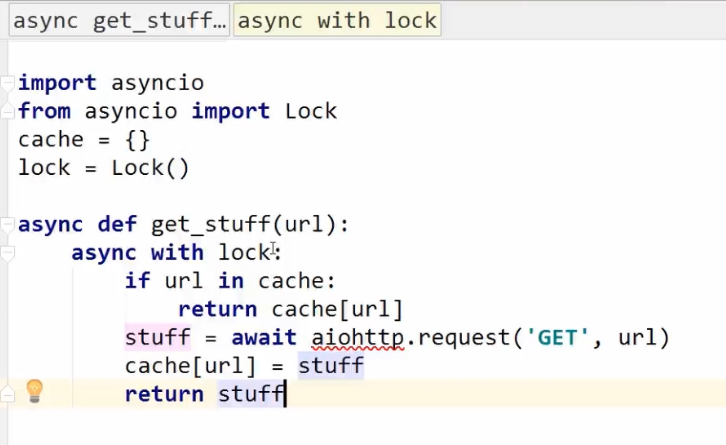 async get_stuff… async with lock
import asyncio
from asyncio import Lock
cache = {}
lock = Lock()
async def get_stuff(url):
    async with lock:
        if url in cache:
            return cache[url]
        stuff = await aiohttp.request('GET', url)
        cache[url] = stuff
        return stuff